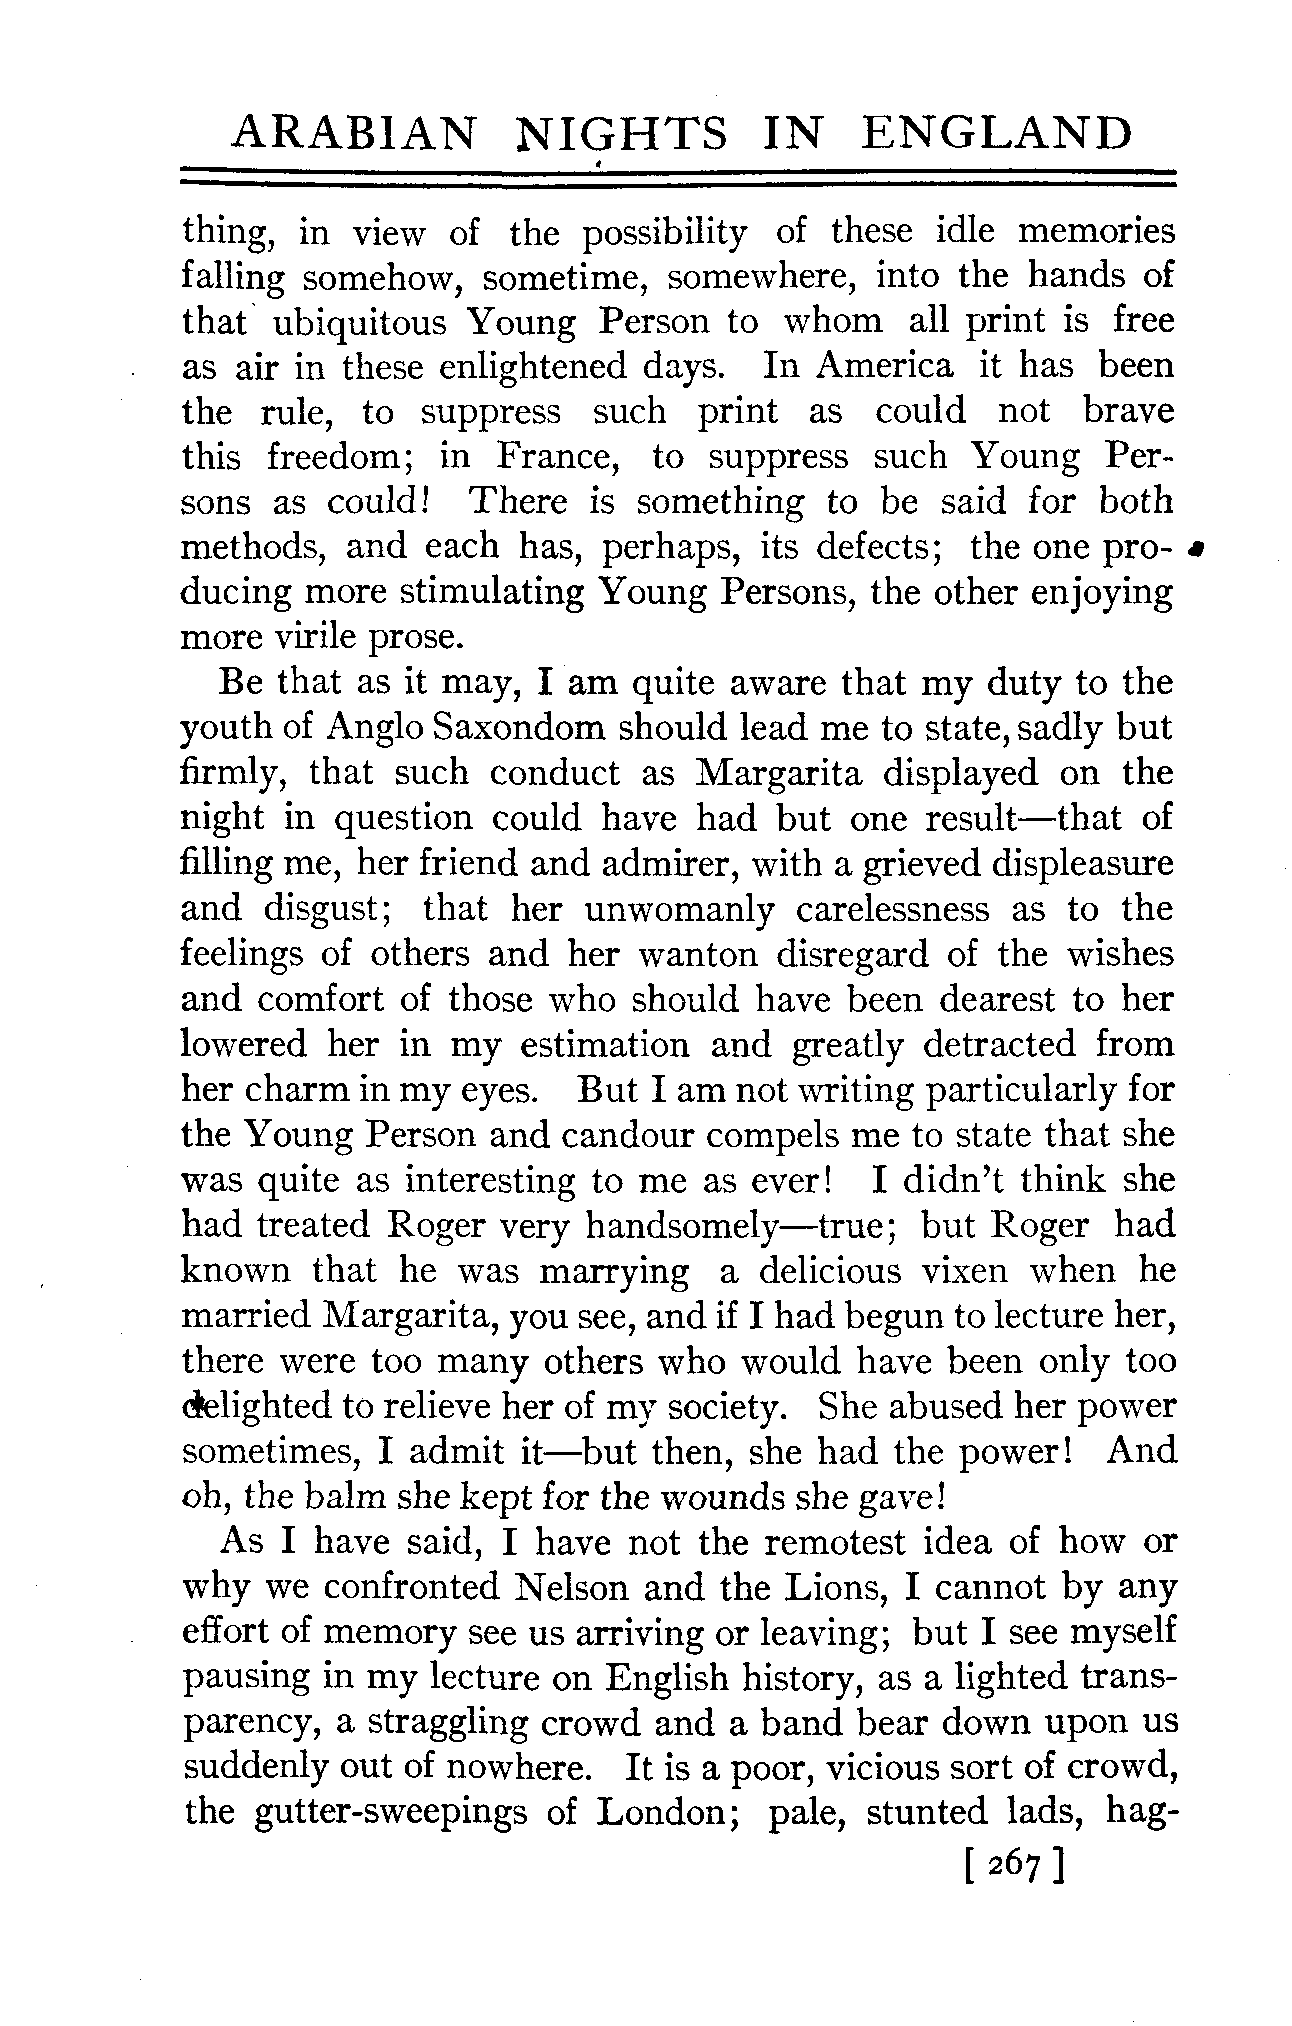 ARABIAN NIGHTS IN ENGLAND
thing, in view of the possibility of these idle memories
falling somehow, sometime, somewhere, into the hands of
that ubiquitous Young Person to whom all print is free
as air in these enlightened days. In America it has been
the rule, to suppress such print as could not brave
this freedom; in France, to suppress such Young Per-
sons as could! There is something to be said for both
methods, and each has, perhaps, its defects; the one pro-
ducing more stimulating Young Persons, the other enjoying
more virile prose.
Be that as it may, I am quite aware that my duty to the
youth of Anglo Saxondom should lead me to state, sadly but
firmly, that such conduct as Margarita displayed on the
night in question could have had but one result—that of
filling me, her friend and admirer, with a grieved displeasure
and disgust; that her unwomanly carelessness as to the
feelings of others and her wanton disregard of the wishes
and comfort of those who should have been dearest to her
lowered her in my estimation and greatly detracted from
her charm in my eyes. But I am not writing particularly for
the Young Person and candour compels me to state that she
was quite as interesting to me as ever! I didn't think she
had treated Roger very handsomely—true; but Roger had
known that he was marrying a delicious vixen when he
married Margarita, you see, and if I had begun to lecture her,
there were too many others who would have been only too
delighted to relieve her of my society. She abused her power
sometimes, I admit it—but then, she had the power! And
oh, the balm she kept for the wounds she gave!
As I have said, I have not the remotest idea of how or
why we confronted Nelson and the Lions, I cannot by any
effort of memory see us arriving or leaving; but I see myself
pausing in my lecture on English history, as a lighted trans-
parency, a straggling crowd and a band bear down upon us
suddenly out of nowhere. It is a poor, vicious sort of crowd,
the gutter-sweepings of London; pale, stunted lads, hag-
[ 267 ]